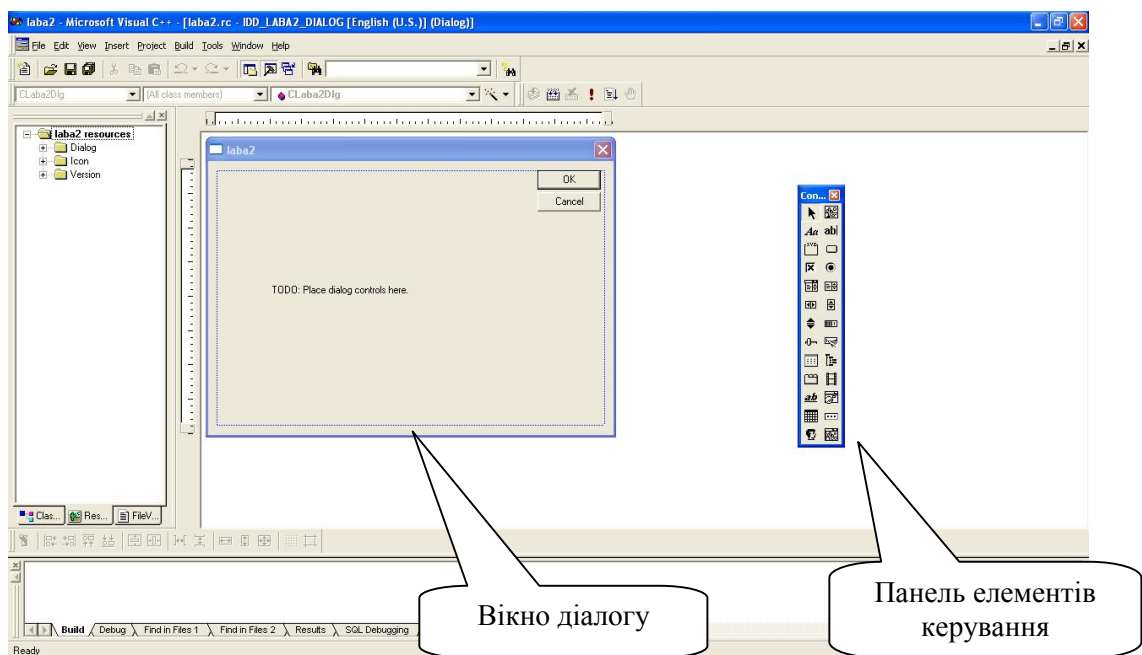 laba2 - Microsoft Visual C++ - [laba2.rc - IDD_LABA2_DIALOG [English (U.S.)] (Dialog)]
File Edit View Insert Project Build Tools Window Help
CLaba2Dlg (All class members) CLaba2Dlg
laba2 resources
Dialog
Icon
Version
laba2
OK
Cancel
TODO: Place dialog controls here.
Con...
Aa ab|
ab
Clas... Res... FileV...
Вікно діалогу
Панель елементів
керування
Build Debug Find in Files 1 Find in Files 2 Results SQL Debugging
Ready